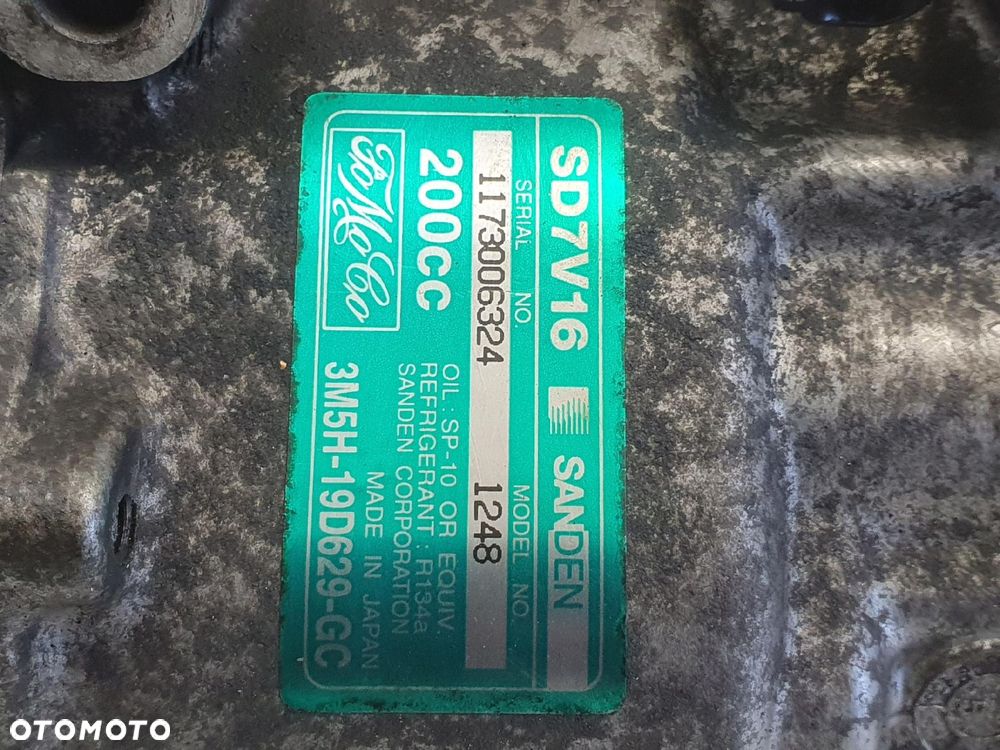 SD7V16 SANDEN
SERIAL NO. MODEL NO.
1173006324 1248
200cc
OIL : SP-10 OR EQUIV.
REFRIGERANT : R134a
SANDEN CORPORATION
MADE IN JAPAN
FoMoCo
3M5H-19D629-GC
OTOMOTO